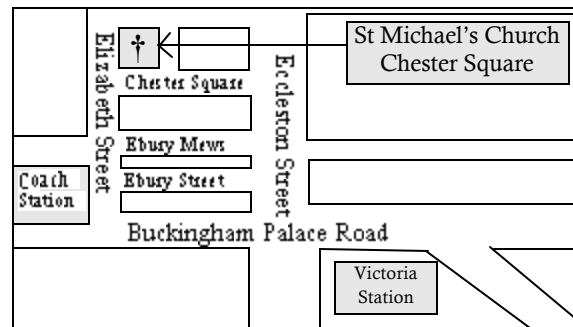 St Michael’s Church
Chester Square
†
Elizabeth Street
Chester Square
Eccleston Street
Ebury Mews
Ebury Street
Coach
Station
Buckingham Palace Road
Victoria
Station